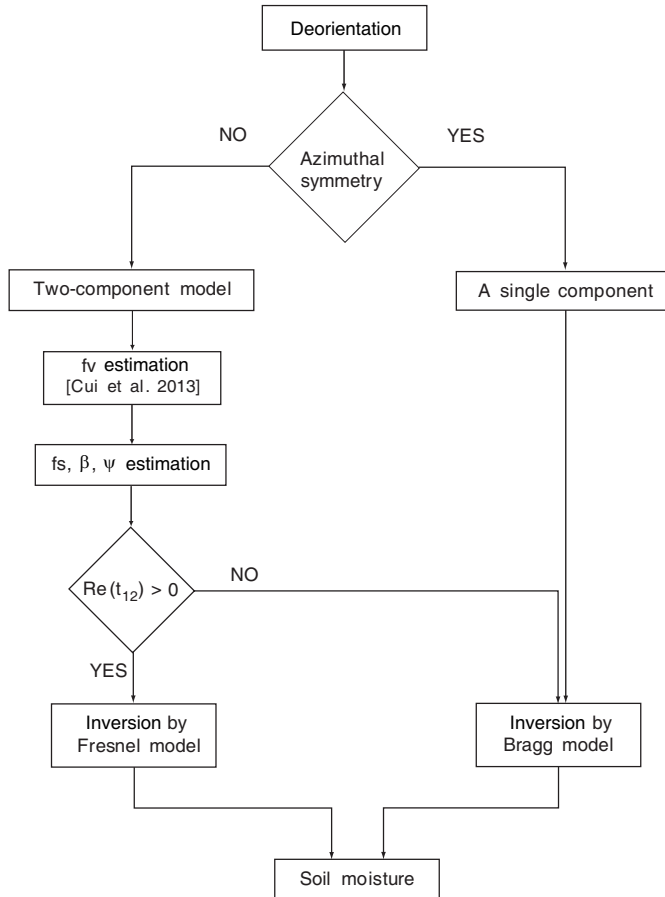 Deorientation
NO
YES
Azimuthal
symmetry
Two-component model
A single component
fv estimation
[Cui et al. 2013]
fs, β, ψ estimation
Re(t12) > 0
NO
YES
Inversion by
Fresnel model
Inversion by
Bragg model
Soil moisture